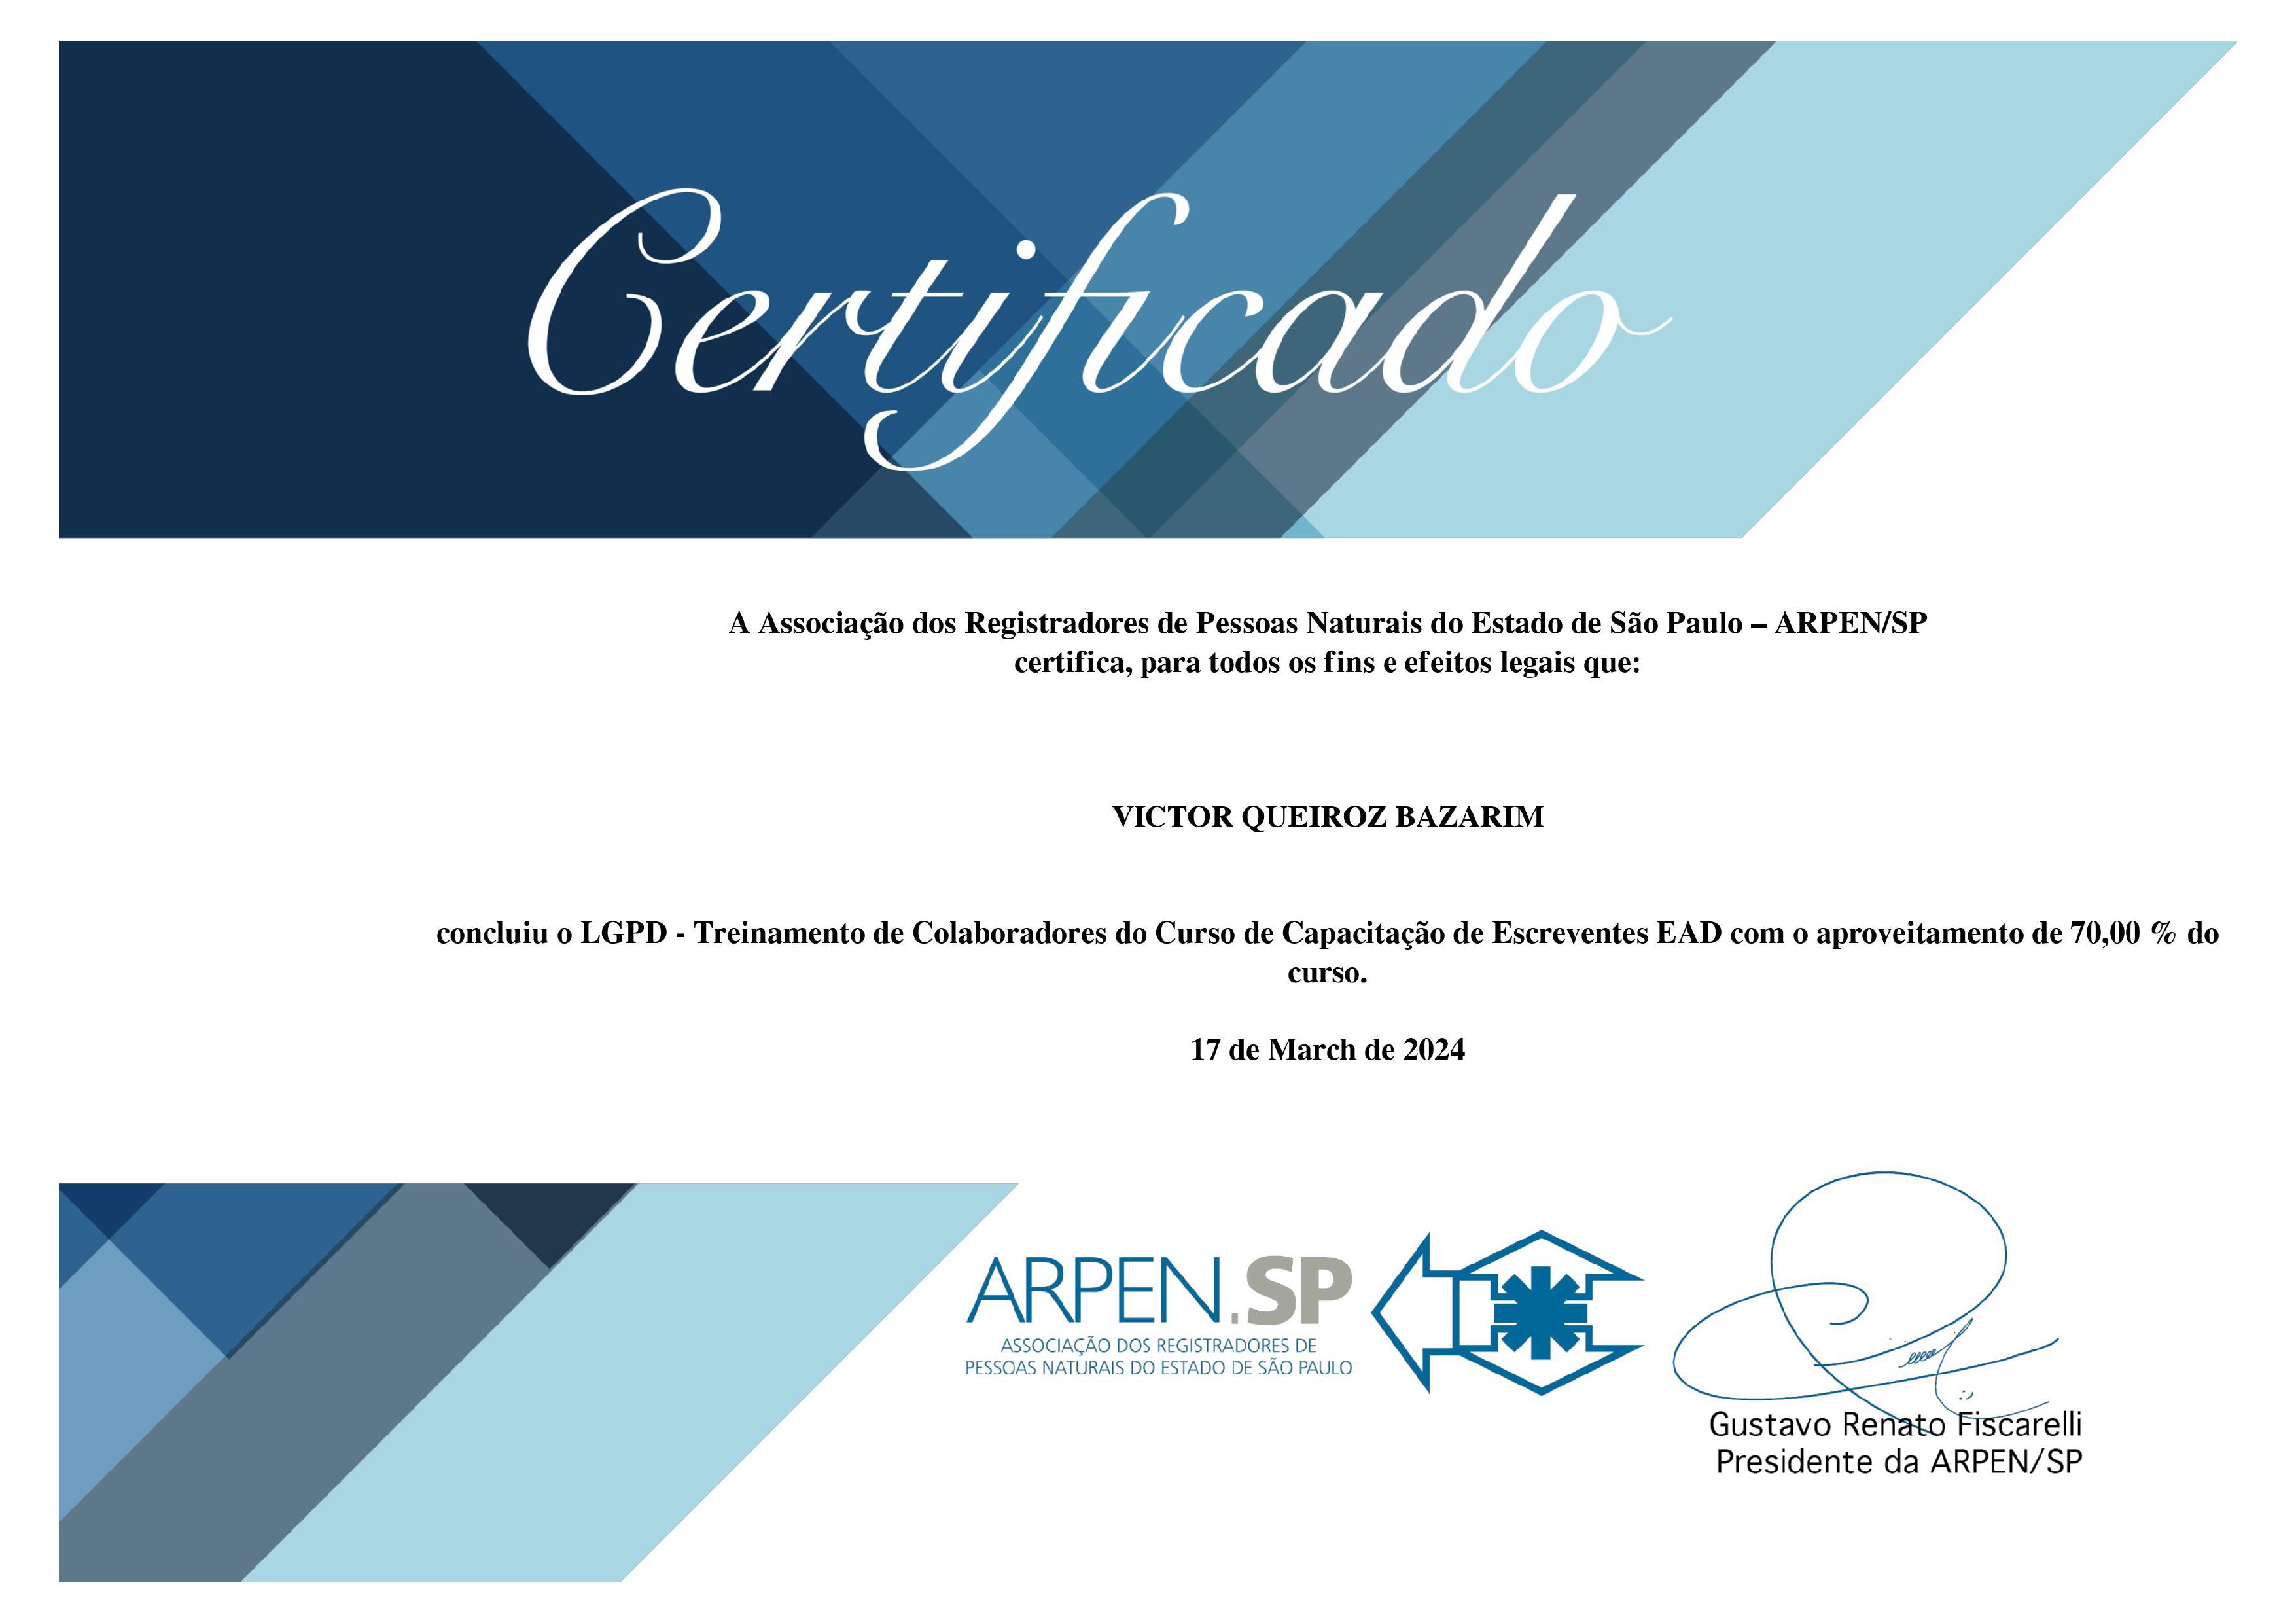 Certificado
A Associação dos Registradores de Pessoas Naturais do Estado de São Paulo – ARPEN/SP
certifica, para todos os fins e efeitos legais que:
VICTOR QUEIROZ BAZARIM
concluiu o LGPD - Treinamento de Colaboradores do Curso de Capacitação de Escreventes EAD com o aproveitamento de 70,00 % do
curso.
17 de March de 2024
ARPEN.SP
ASSOCIAÇÃO DOS REGISTRADORES DE
PESSOAS NATURAIS DO ESTADO DE SÃO PAULO
Gustavo Renato Fiscarelli
Presidente da ARPEN/SP